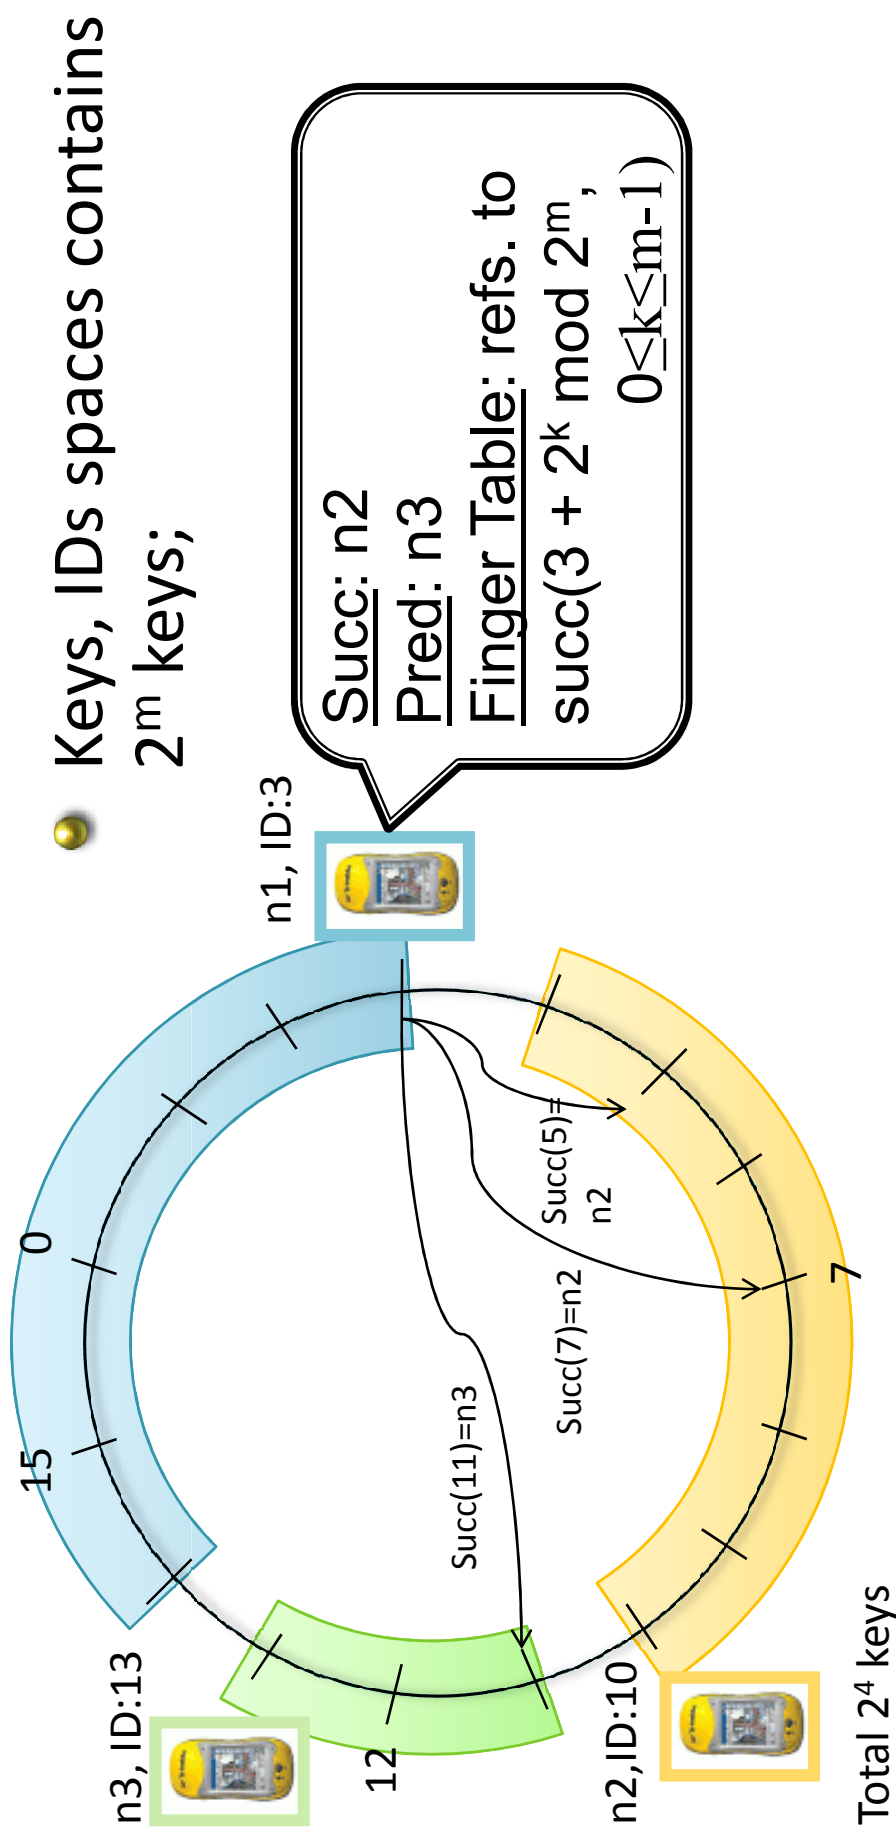 Keys, IDs spaces contains
2ᵐ keys;
n1, ID:3
Succ: n2
Pred: n3
Finger Table: refs. to
succ(3 + 2ᵏ mod 2ᵐ,
0≤k≤m-1)
0
15
n3, ID:13
12
Succ(11)=n3
Succ(5)=
n2
Succ(7)=n2
7
n2,ID:10
Total 2⁴ keys